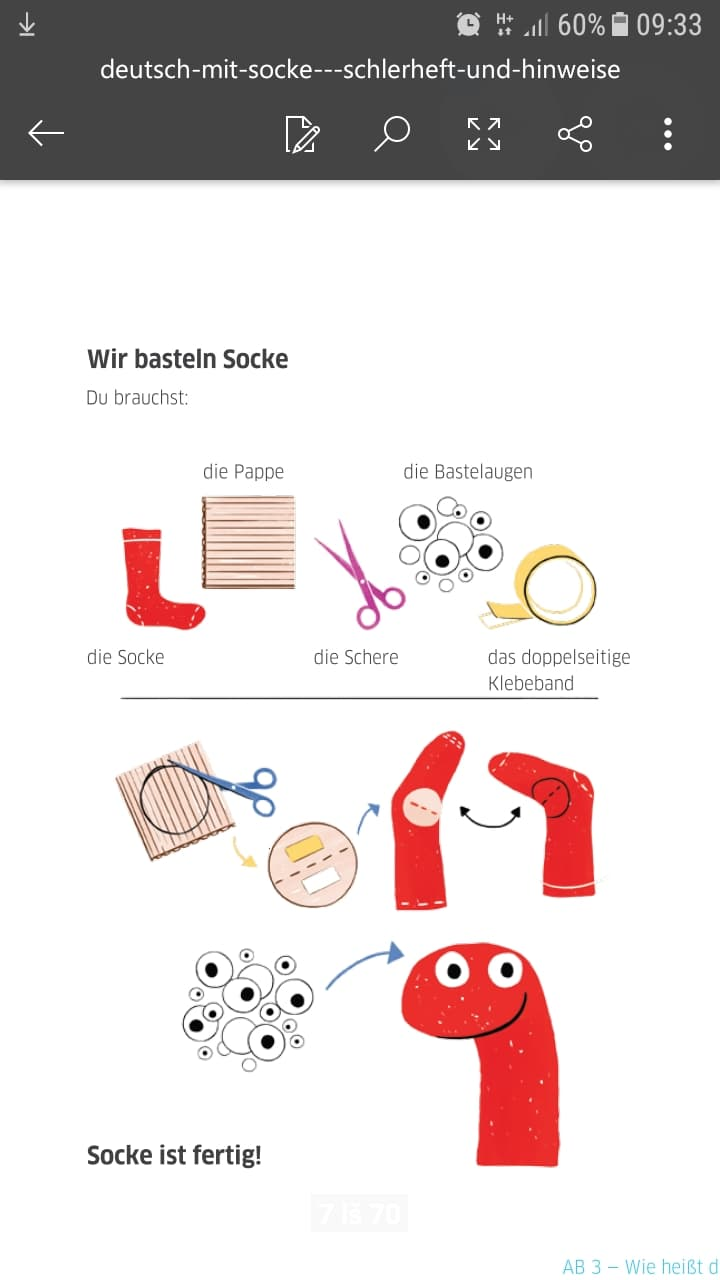 H+ 60% 09:33
deutsch-mit-socke---schlerheft-und-hinweise
Wir basteln Socke
Du brauchst:
die Pappe
die Bastelaugen
die Socke
die Schere
das doppelseitige
Klebeband
Socke ist fertig!
7 iš 70
AB 3 – Wie heißt d